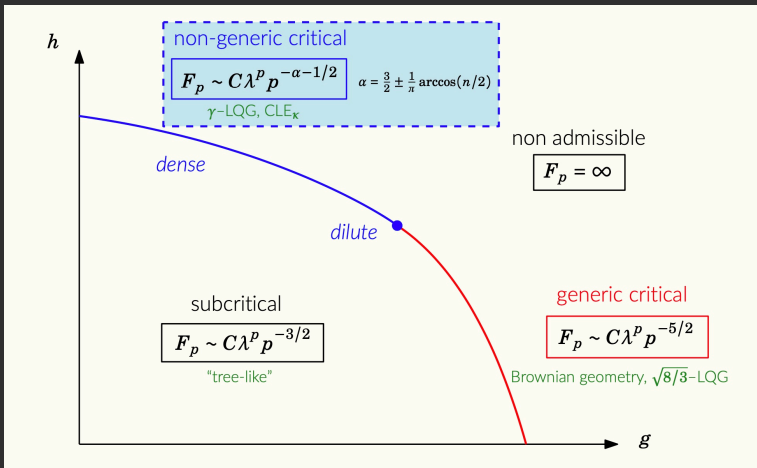 h
non-generic critical
F_p ~ Cλ^p p^{-α-1/2}
α = 3/2 ± 1/π arccos(n/2)
γ-LQG, CLE_κ
non admissible
F_p = ∞
dense
dilute
subcritical
F_p ~ Cλ^p p^{-3/2}
“tree-like”
generic critical
F_p ~ Cλ^p p^{-5/2}
Brownian geometry, √8/3-LQG
g